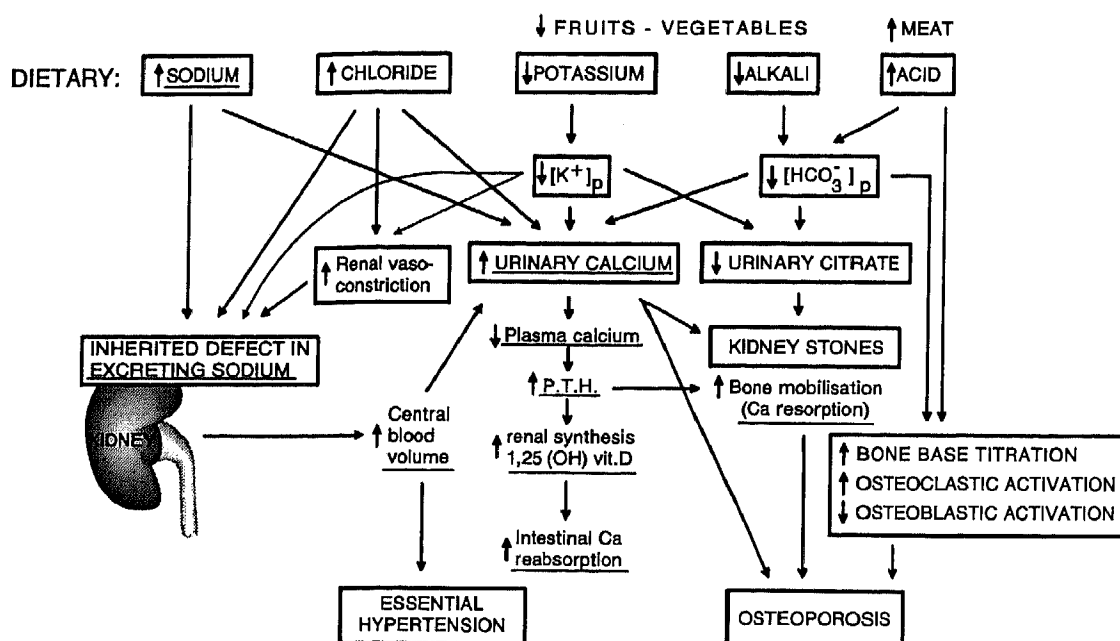 ↓ FRUITS - VEGETABLES ↑ MEAT
DIETARY: ↑ SODIUM ↑ CHLORIDE ↓ POTASSIUM ↓ ALKALI ↑ ACID
↓ [K+]p ↓ [HCO3-]p
↑ Renal vaso-
constriction
↑ URINARY CALCIUM ↓ URINARY CITRATE
↓ Plasma calcium
KIDNEY STONES
INHERITED DEFECT IN
EXCRETING SODIUM
↑ P.T.H.
↑ Bone mobilisation
(Ca resorption)
KIDNEY
↑ Central
blood
volume
↑ renal synthesis
1,25 (OH) vit.D
↑ BONE BASE TITRATION
↑ OSTEOCLASTIC ACTIVATION
↓ OSTEOBLASTIC ACTIVATION
↑ Intestinal Ca
reabsorption
ESSENTIAL
HYPERTENSION
OSTEOPOROSIS